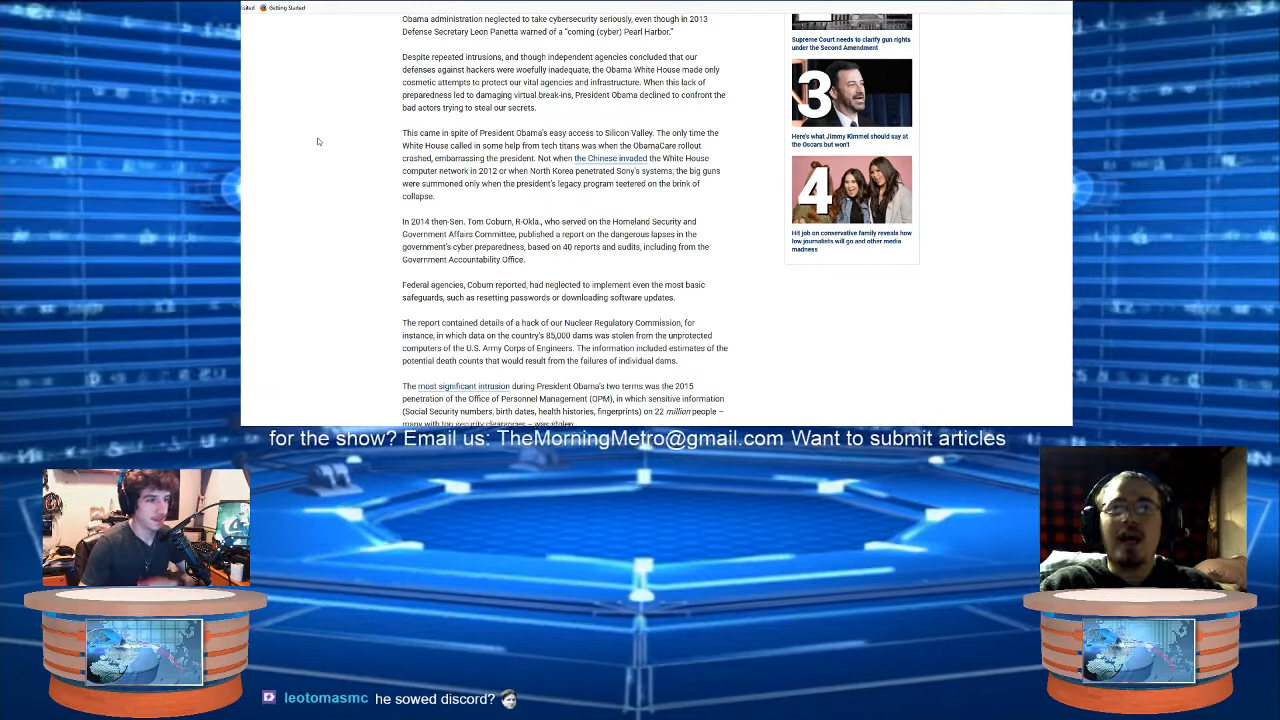 isited Getting Started
Obama administration neglected to take cybersecurity seriously, even though in 2013
Defense Secretary Leon Panetta warned of a “coming (cyber) Pearl Harbor.”
Despite repeated intrusions, and though independent agencies concluded that our
defenses against hackers were woefully inadequate, the Obama White House made only
cosmetic attempts to protect our vital agencies and infrastructure. When this lack of
preparedness led to damaging virtual break-ins, President Obama declined to confront the
bad actors trying to steal our secrets.
This came in spite of President Obama’s easy access to Silicon Valley. The only time the
White House called in some help from tech titans was when the ObamaCare rollout
crashed, embarrassing the president. Not when the Chinese invaded the White House
computer network in 2012 or when North Korea penetrated Sony’s systems; the big guns
were summoned only when the president’s legacy program teetered on the brink of
collapse.
In 2014 then-Sen. Tom Coburn, R-Okla., who served on the Homeland Security and
Government Affairs Committee, published a report on the dangerous lapses in the
government’s cyber preparedness, based on 40 reports and audits, including from the
Government Accountability Office.
Federal agencies, Coburn reported, had neglected to implement even the most basic
safeguards, such as resetting passwords or downloading software updates.
The report contained details of a hack of our Nuclear Regulatory Commission, for
instance, in which data on the country’s 85,000 dams was stolen from the unprotected
computers of the U.S. Army Corps of Engineers. The information included estimates of the
potential death counts that would result from the failures of individual dams.
The most significant intrusion during President Obama’s two terms was the 2015
penetration of the Office of Personnel Management (OPM), in which sensitive information
(Social Security numbers, birth dates, health histories, fingerprints) on 22 million people –
many with top security clearances – was stolen.
Supreme Court needs to clarify gun rights
under the Second Amendment
3
Here's what Jimmy Kimmel should say at
the Oscars but won't
4
Hit job on conservative family reveals how
low journalists will go and other media
madness
for the show? Email us: TheMorningMetro@gmail.com Want to submit articles
leotomasmc he sowed discord?